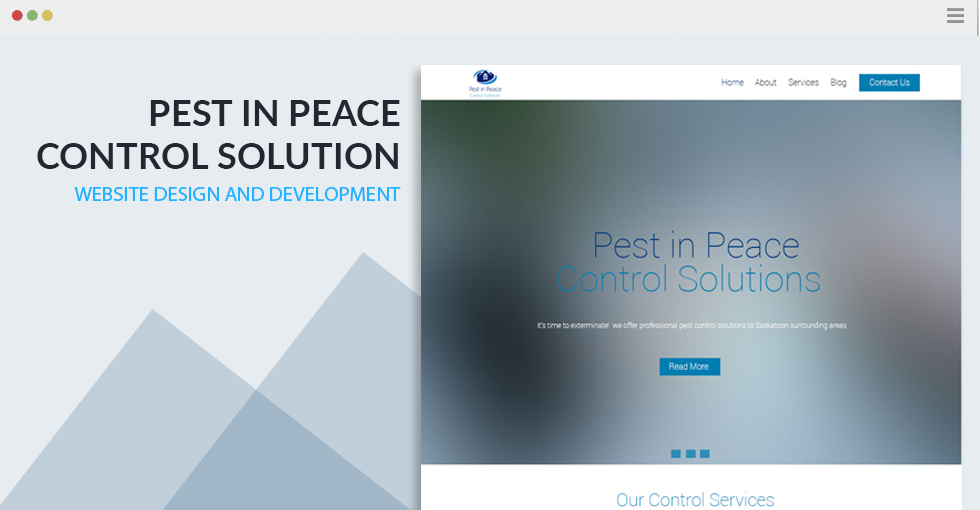 PEST IN PEACE
CONTROL SOLUTION
WEBSITE DESIGN AND DEVELOPMENT
Pest in Peace
Control Solutions
Home About Services Blog Contact Us
Pest in Peace
Control Solutions
It's time to exterminate! we offer professional pest control solutions to Saskatoon surrounding areas
Read More
Our Control Services